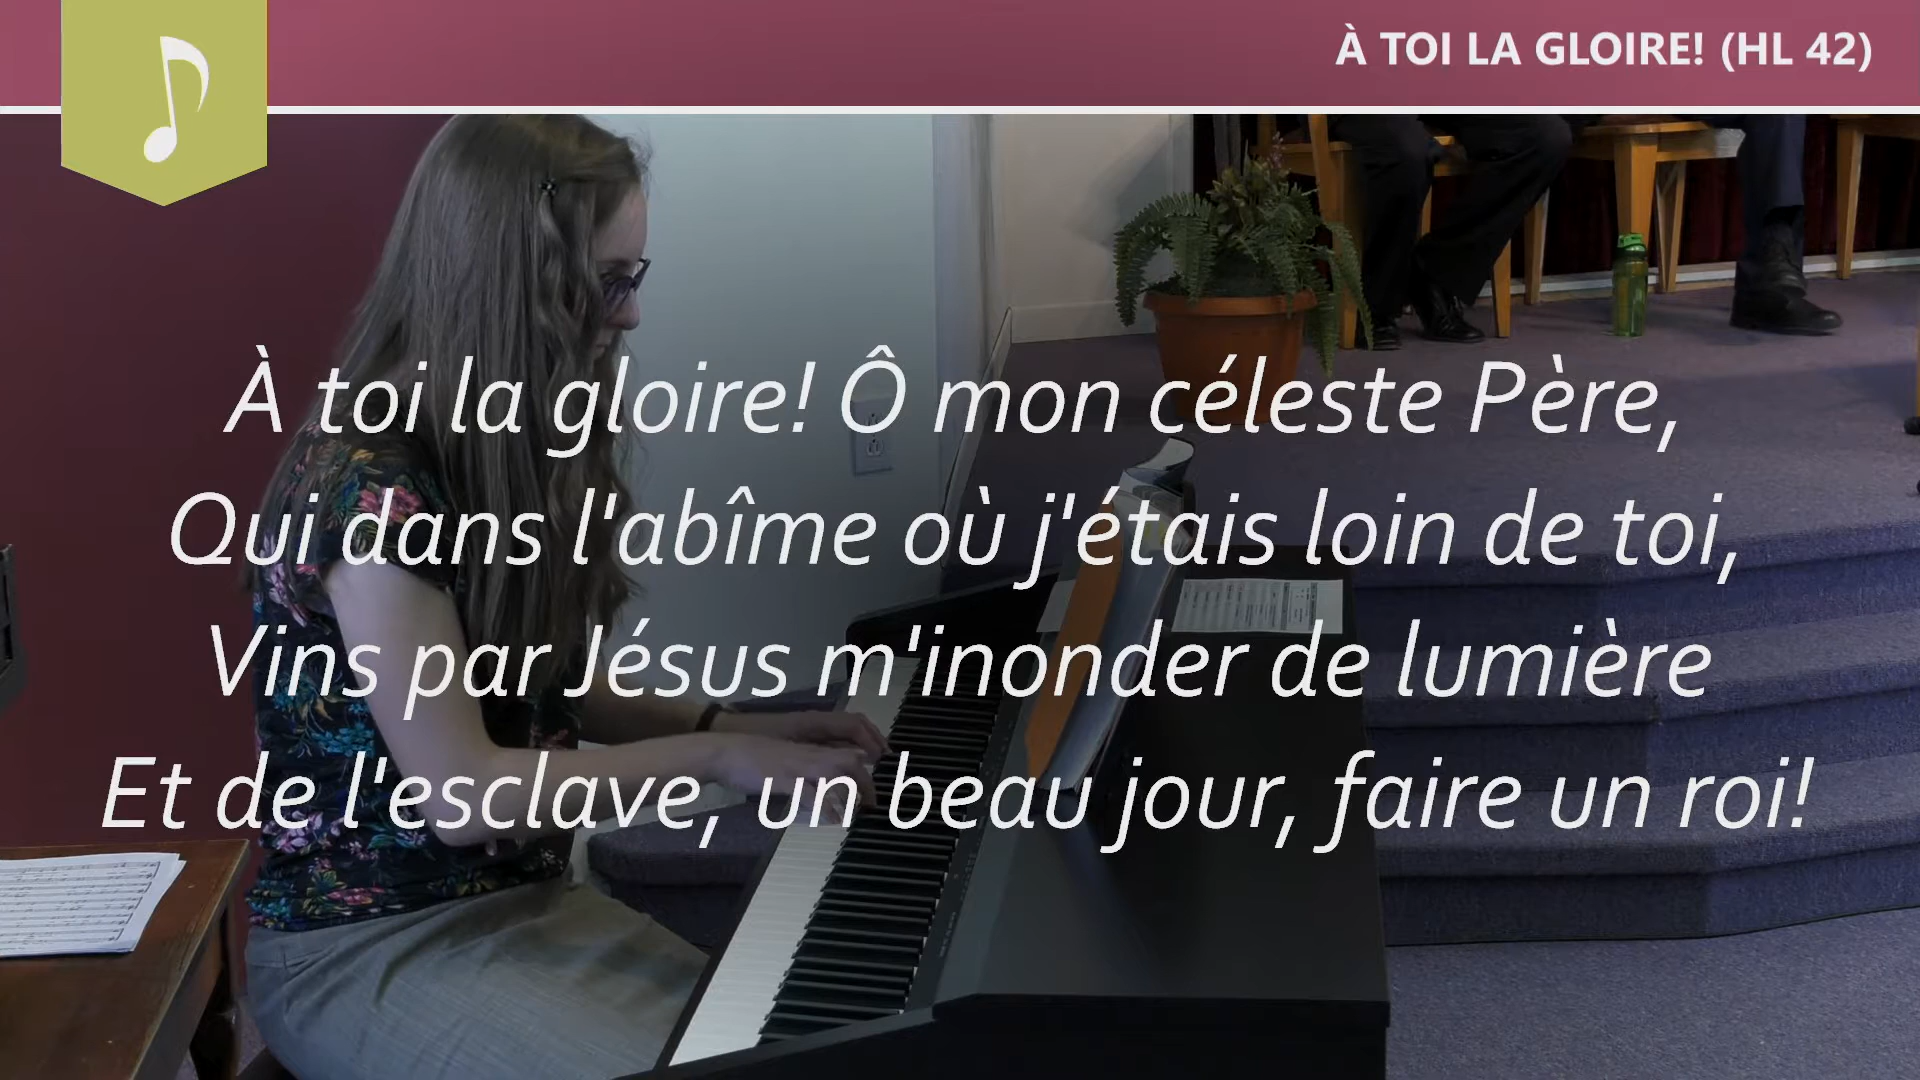 À TOI LA GLOIRE! (HL 42)
À toi la gloire! Ô mon céleste Père,
Qui dans l'abîme où j'étais loin de toi,
Vins par Jésus m'inonder de lumière
Et de l'esclave, un beau jour, faire un roi!